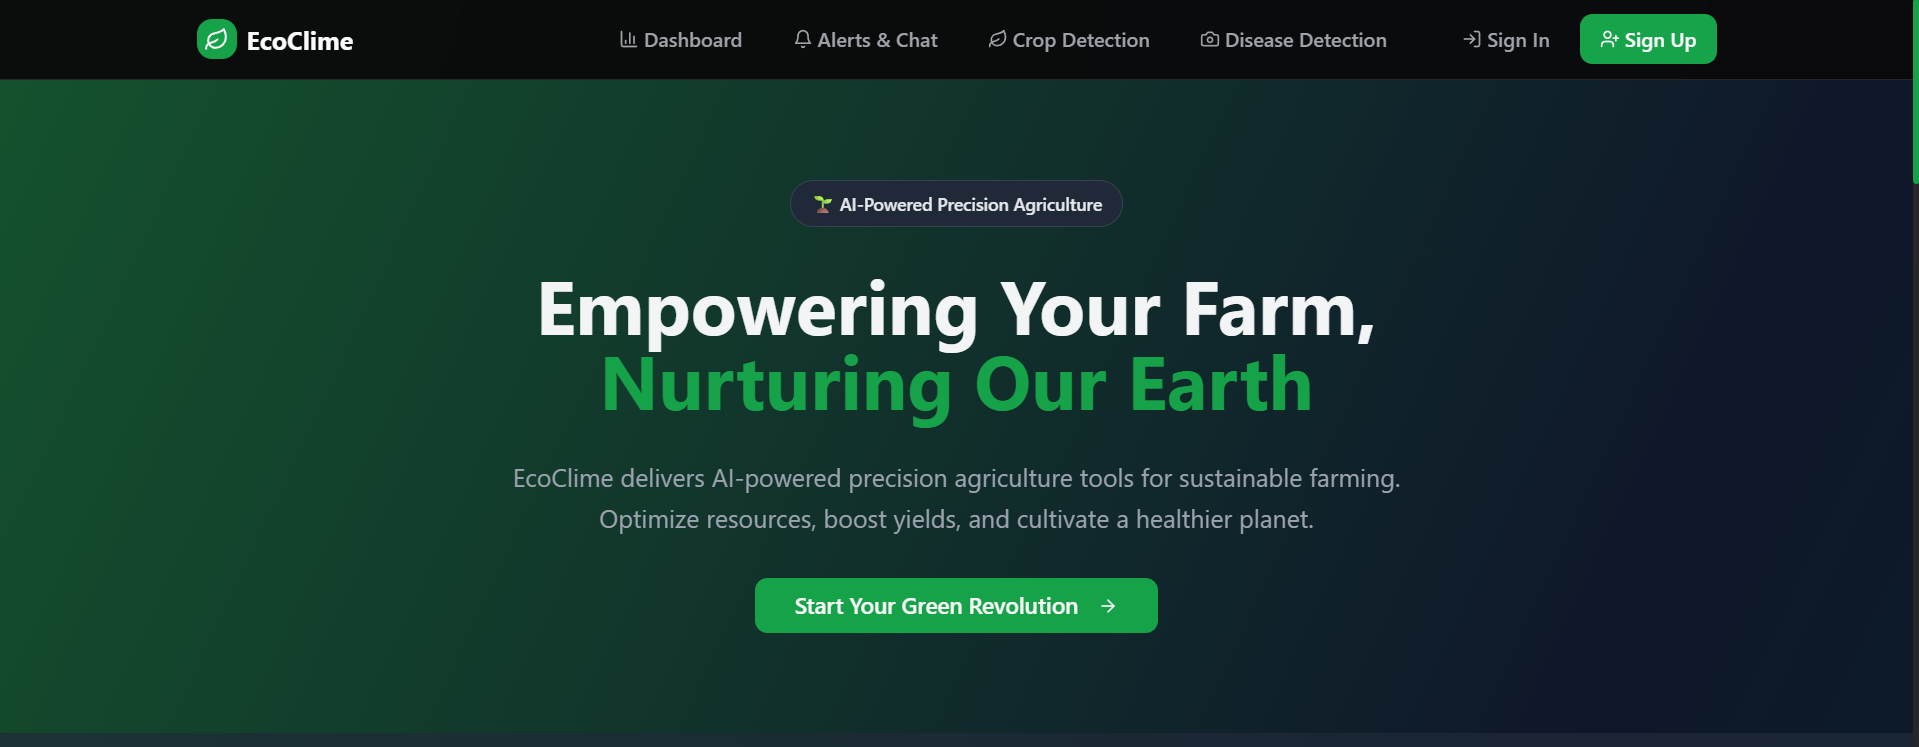 EcoClime
Dashboard
Alerts & Chat
Crop Detection
Disease Detection
Sign In
Sign Up
AI-Powered Precision Agriculture
Empowering Your Farm,
Nurturing Our Earth
EcoClime delivers AI-powered precision agriculture tools for sustainable farming.
Optimize resources, boost yields, and cultivate a healthier planet.
Start Your Green Revolution